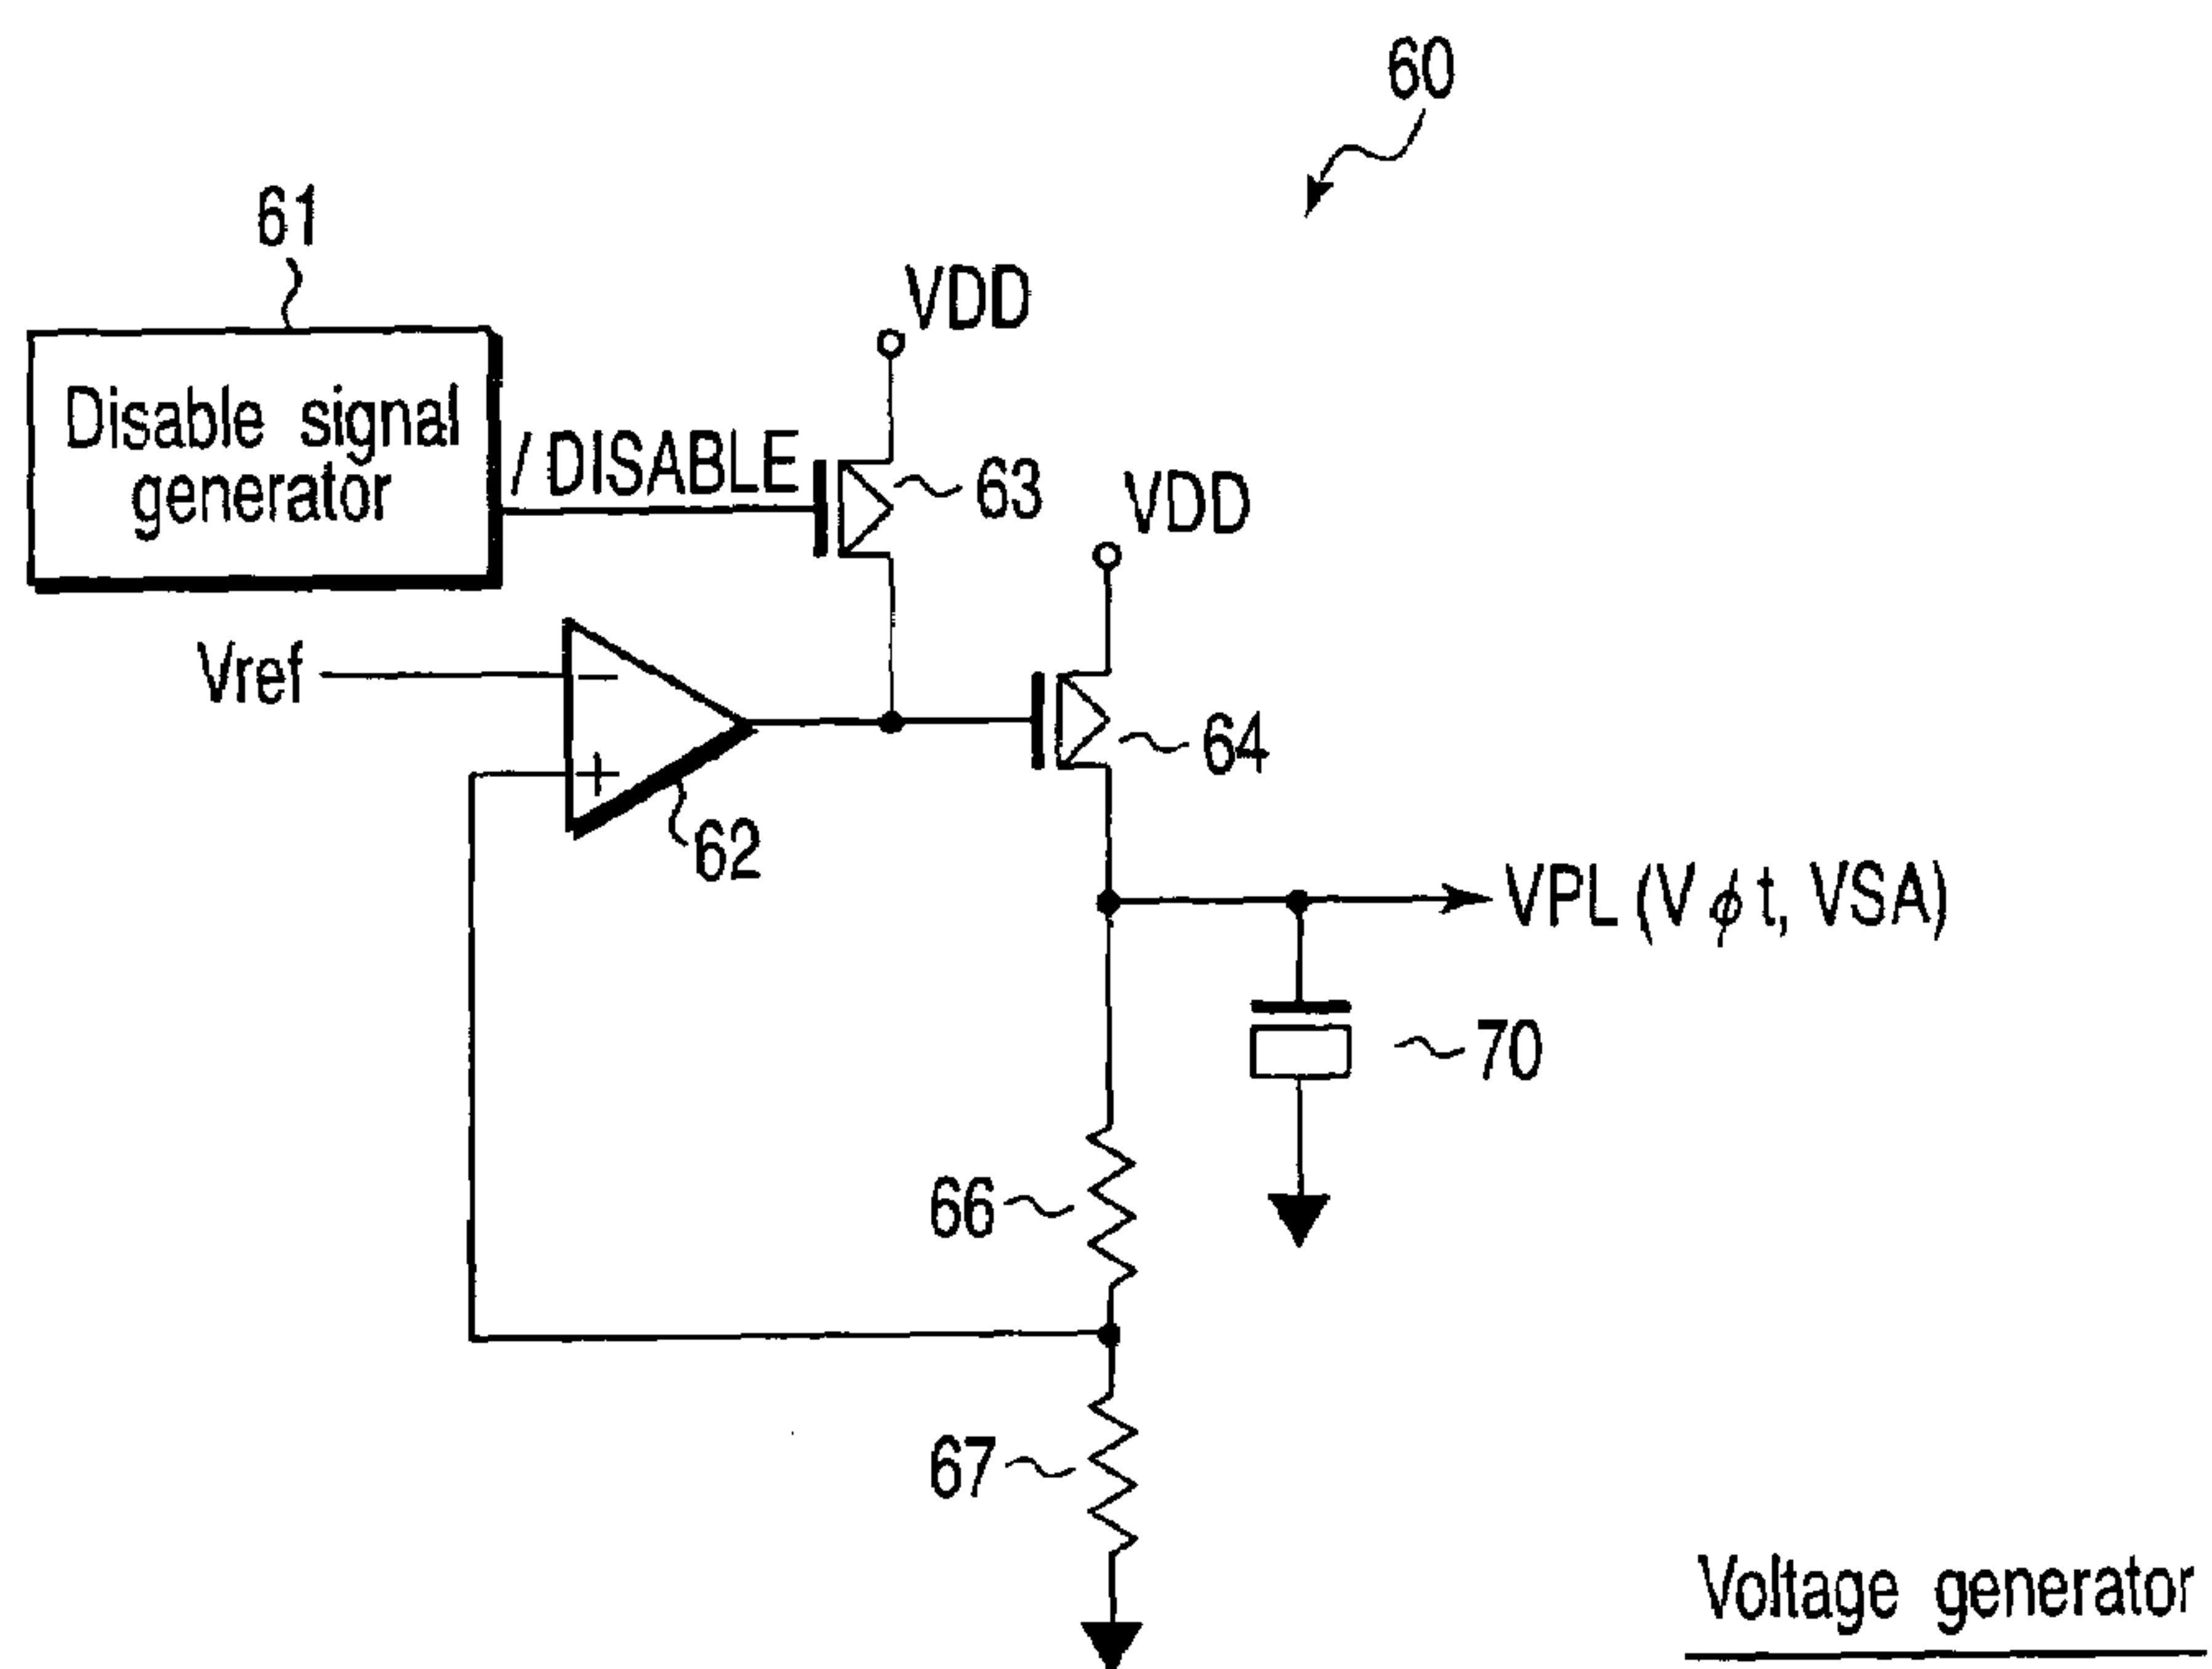 60
61
VDD
Disable signal
generator
/ DISABLE
63
VDD
Vref
−
+
62
64
VPL (V ϕ t, VSA)
70
66
67
Voltage generator